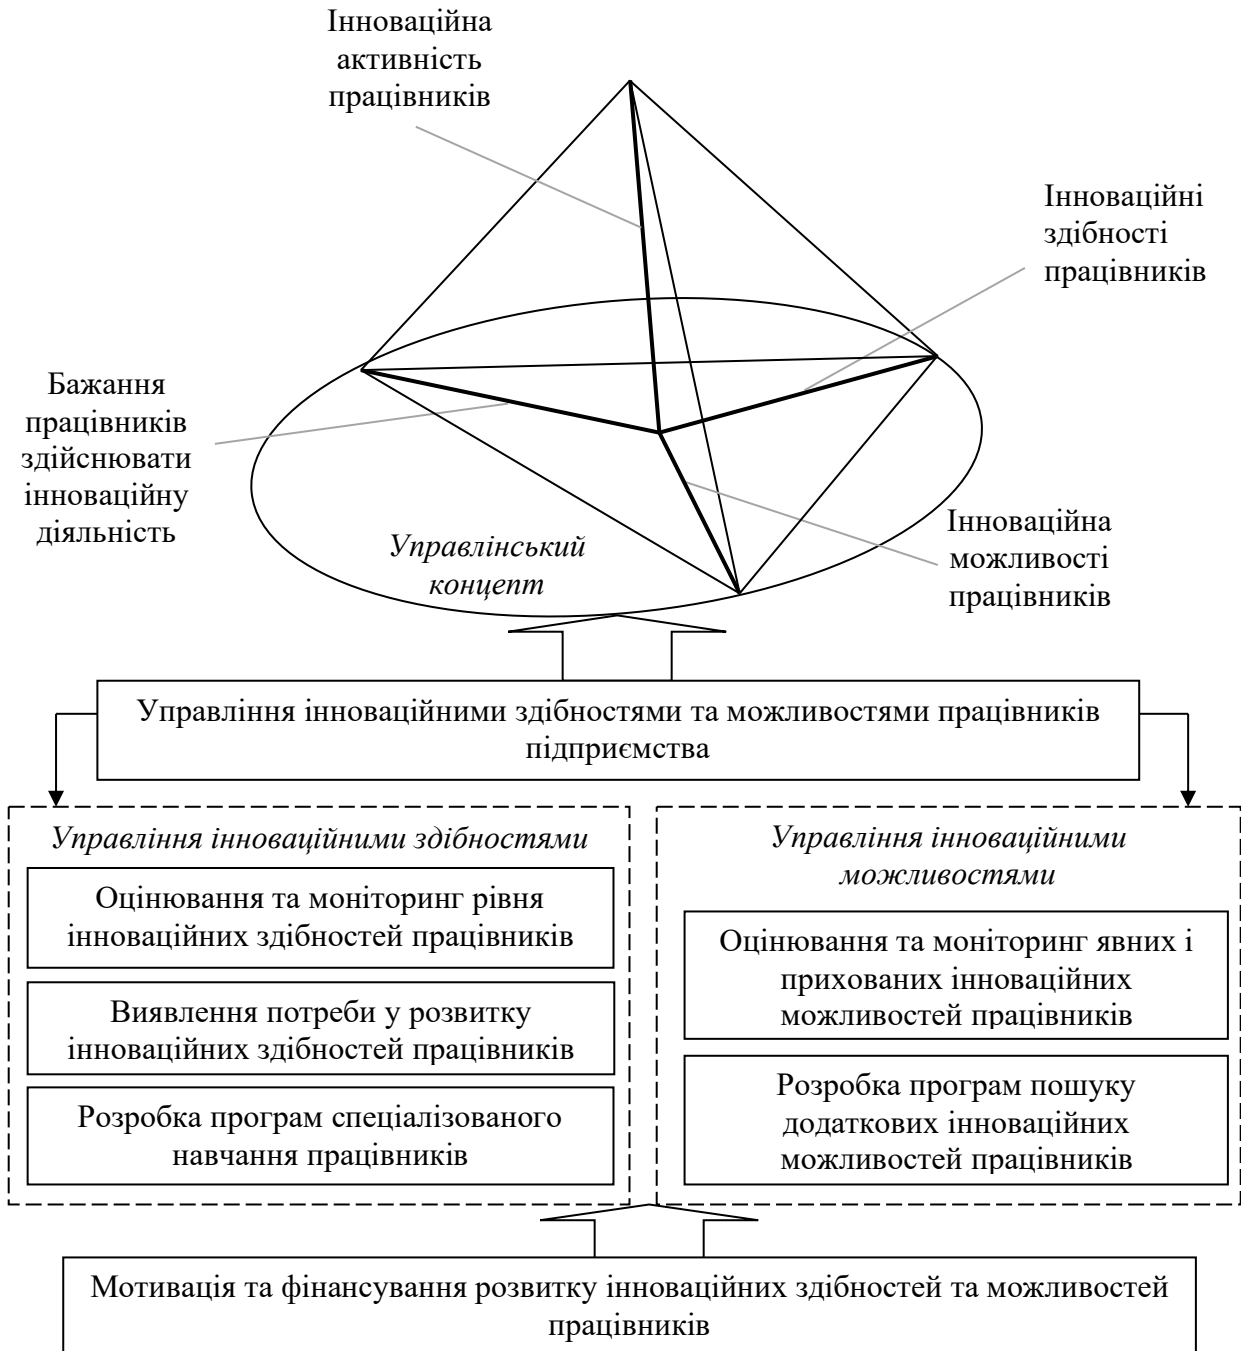 Інноваційна
активність
працівників
Інноваційні
здібності
працівників
Бажання
працівників
здійснювати
інноваційну
діяльність
Інноваційна
можливості
працівників
Управлінський
концепт
Управління інноваційними здібностями та можливостями працівників
підприємства
Управління інноваційними здібностями
Оцінювання та моніторинг рівня
інноваційних здібностей працівників
Виявлення потреби у розвитку
інноваційних здібностей працівників
Розробка програм спеціалізованого
навчання працівників
Управління інноваційними
можливостями
Оцінювання та моніторинг явних і
прихованих інноваційних
можливостей працівників
Розробка програм пошуку
додаткових інноваційних
можливостей працівників
Мотивація та фінансування розвитку інноваційних здібностей та можливостей
працівників